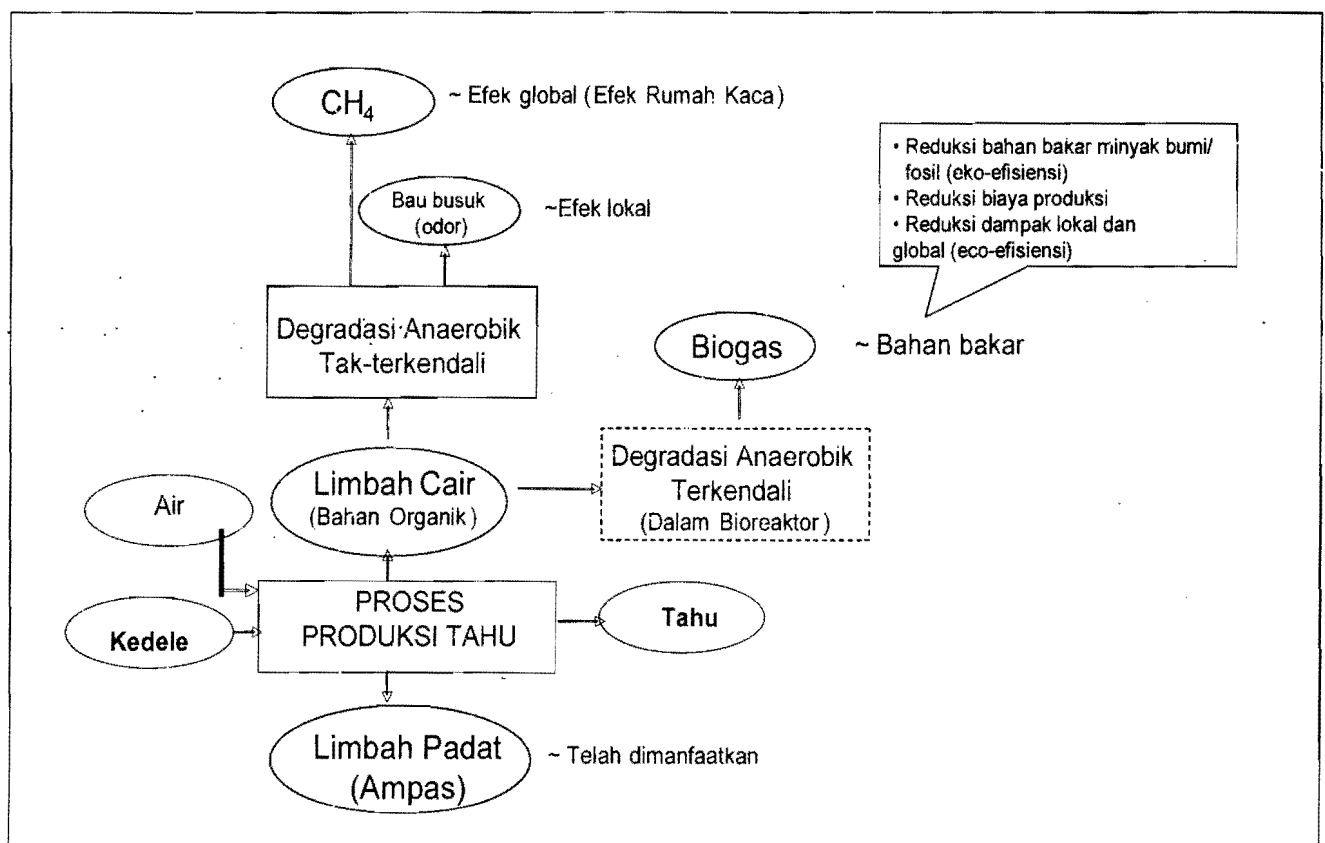 CH₄
~ Efek global (Efek Rumah Kaca)
• Reduksi bahan bakar minyak bumi/
fosil (eko-efisiensi)
• Reduksi biaya produksi
• Reduksi dampak lokal dan
global (eco-efisiensi)
Bau busuk
(odor)
~Efek lokal
Degradasi Anaerobik
Tak-terkendali
Biogas
~ Bahan bakar
Degradasi Anaerobik
Terkendali
(Dalam Bioreaktor)
Limbah Cair
(Bahan Organik)
Air
PROSES
PRODUKSI TAHU
Kedele
Tahu
Limbah Padat
(Ampas)
~ Telah dimanfaatkan